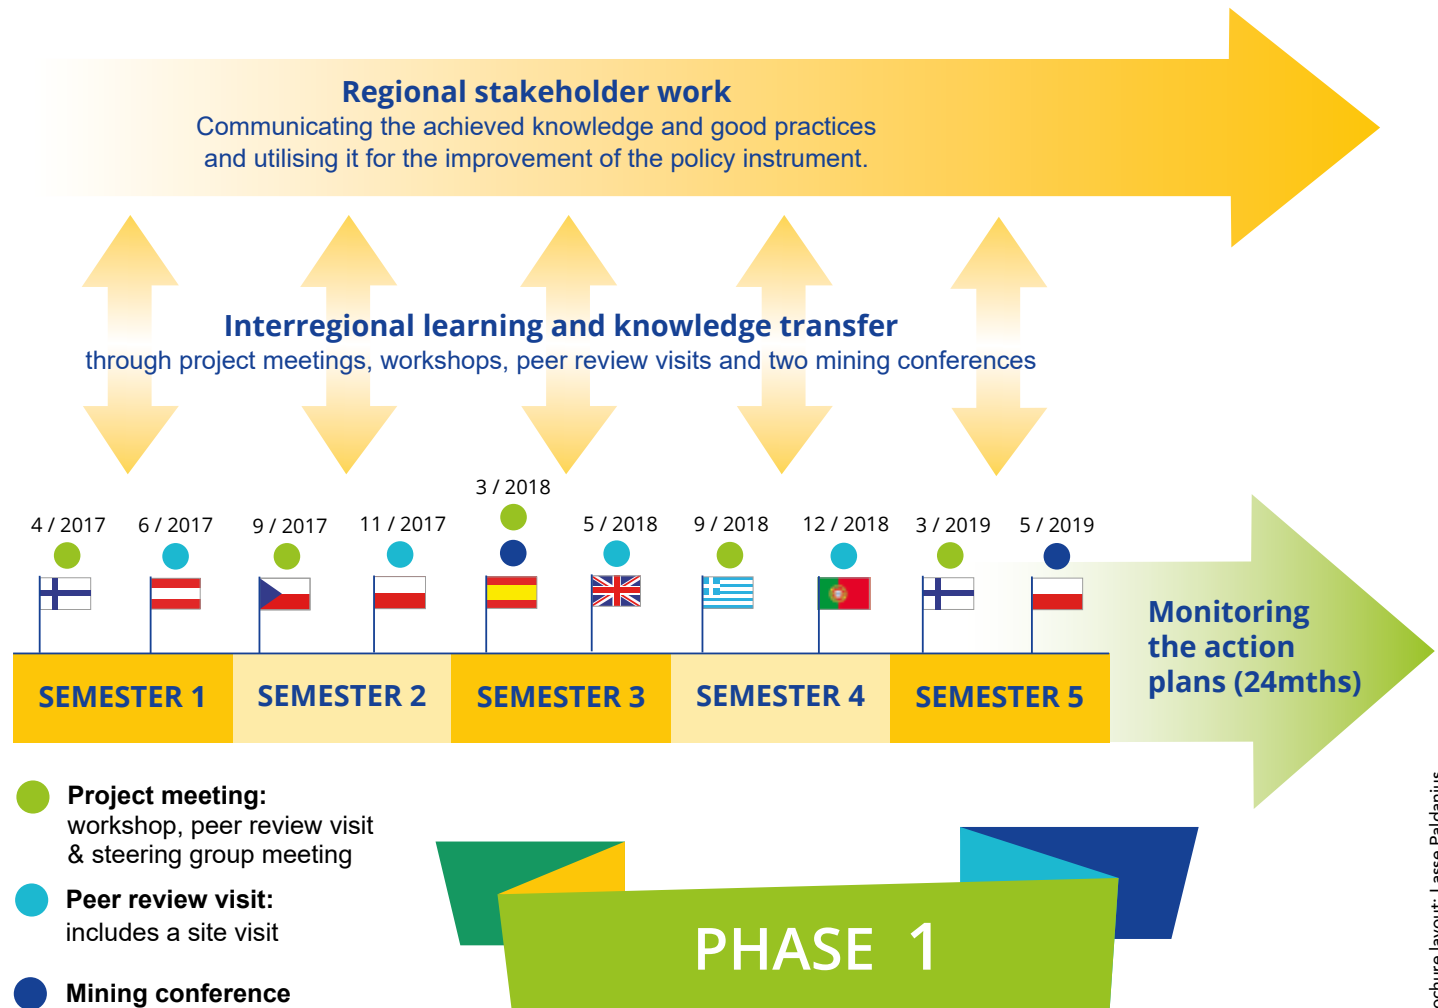 Regional stakeholder work
Communicating the achieved knowledge and good practices
and utilising it for the improvement of the policy instrument.
Interregional learning and knowledge transfer
through project meetings, workshops, peer review visits and two mining conferences
3 / 2018
4 / 2017 6 / 2017 9 / 2017 11 / 2017 5 / 2018 9 / 2018 12 / 2018 3 / 2019 5 / 2019
Monitoring
the action
plans (24mths)
SEMESTER 1 SEMESTER 2 SEMESTER 3 SEMESTER 4 SEMESTER 5
Project meeting:
workshop, peer review visit
& steering group meeting
Peer review visit:
includes a site visit
Mining conference
PHASE 1
layout: Lasse Paldanius